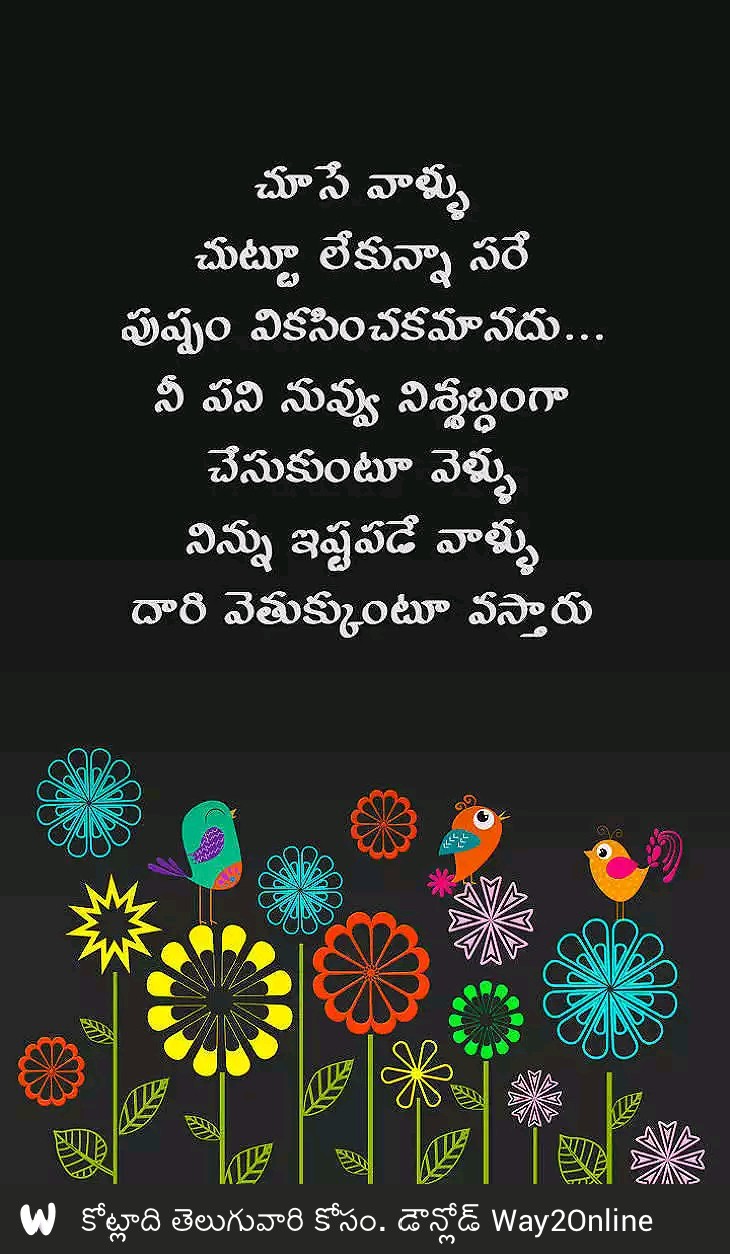 చూసే వాళ్ళు
చుట్టూ లేకున్నా సరే
పుష్పం వికసించకమానదు...
నీ పని నువ్వు నిశ్శబ్ధంగా
చేసుకుంటూ వెళ్ళు
నిన్ను ఇష్టపడే వాళ్ళు
దారి వెతుక్కుంటూ వస్తారు
W కోట్లాది తెలుగువారి కోసం. డౌన్లోడ్ Way2Online